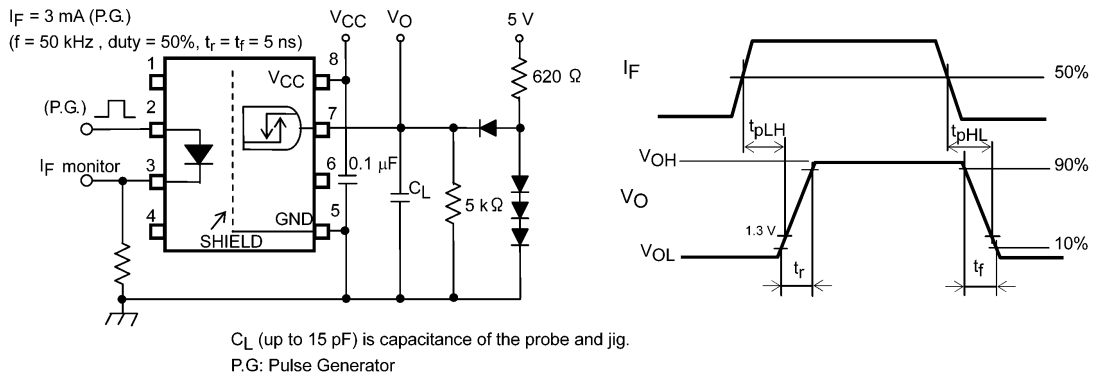 IF = 3 mA (P.G.)
(f = 50 kHz , duty = 50%, tr = tf = 5 ns)
VCC
VO
5 V
1
8
VCC
620 Ω
(P.G.)
2
7
IF monitor
3
6
0.1 μF
CL
5 kΩ
4
5
GND
SHIELD
CL (up to 15 pF) is capacitance of the probe and jig.
P.G: Pulse Generator
IF
50%
tpLH
tpHL
VOH
90%
VO
1.3 V
VOL
10%
tr
tf